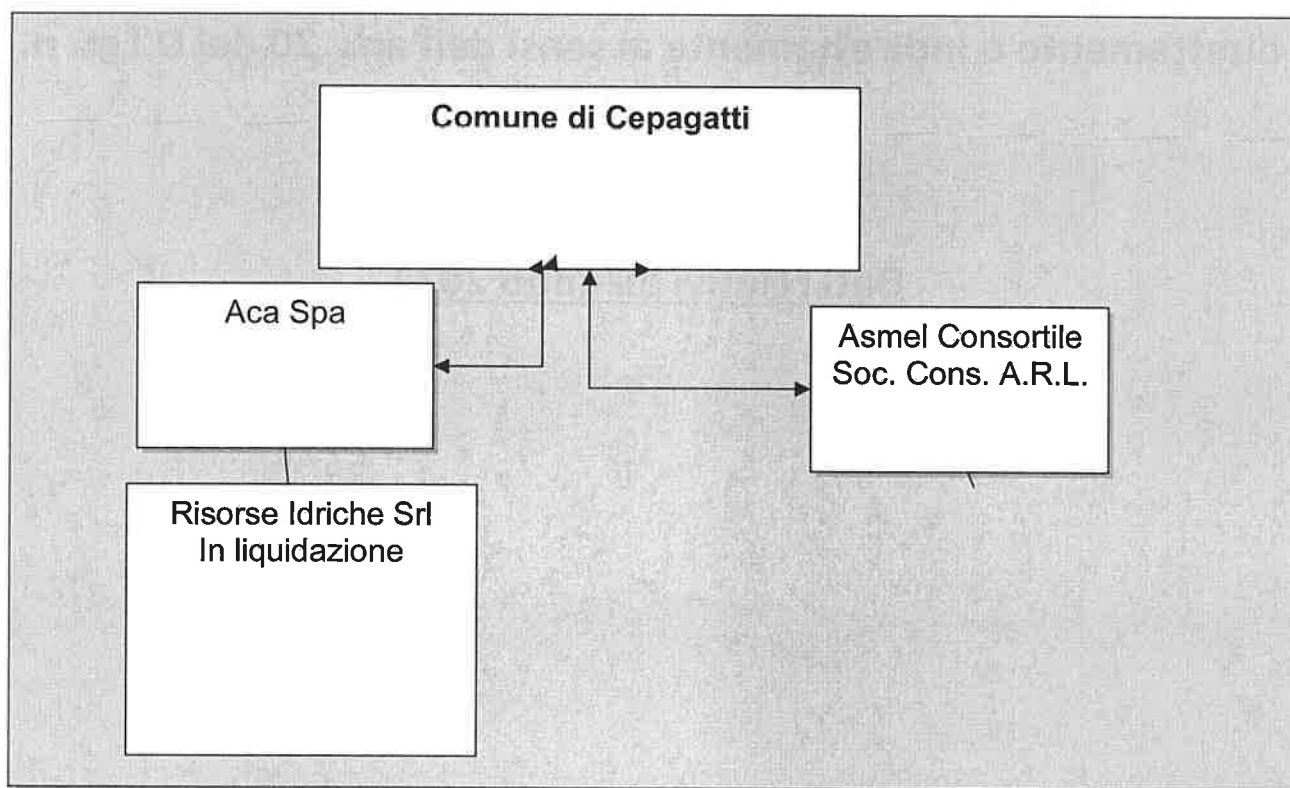 Comune di Cepagatti
Aca Spa
Asmel Consortile
Soc. Cons. A.R.L.
Risorse Idriche Srl
In liquidazione